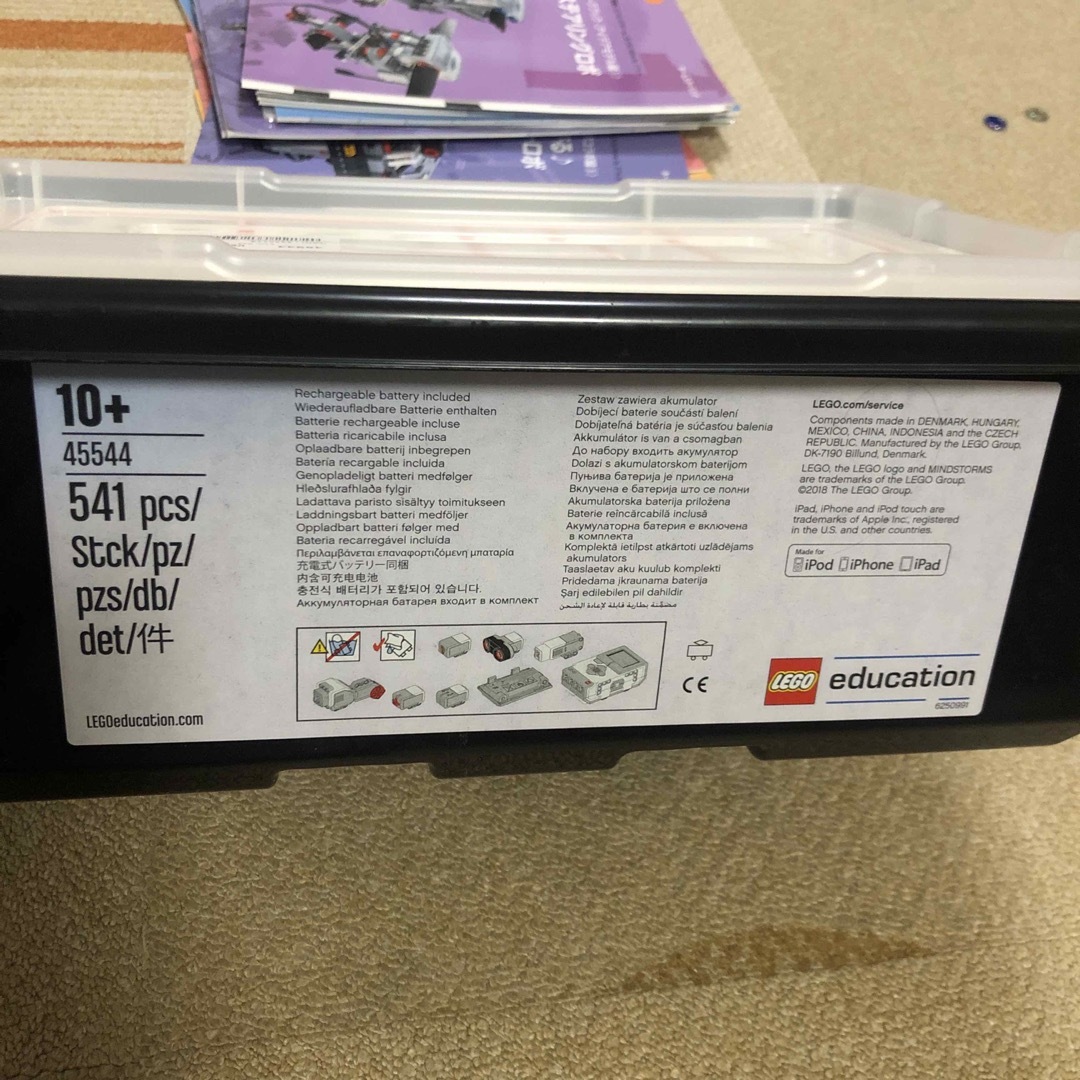 10+
45544
541 pcs/
Stck/pz/
pzs/db/
det/件
LEGOeducation.com
Rechargeable battery included
Wiederaufladbare Batterie enthalten
Batterie rechargeable incluse
Batteria ricaricabile inclusa
Oplaadbare batterij inbegrepen
Batería recargable incluida
Genopladeligt batteri medfølger
Hleðslurafhlaða fylgir
Ladattava paristo sisältyy toimitukseen
Laddningsbart batteri medföljer
Oppladbart batteri følger med
Bateria recarregável incluída
Περιλαμβάνεται επαναφορτιζόμενη μπαταρία
充電式バッテリー同梱
内含可充电电池
충전식 배터리가 포함되어 있습니다.
Аккумуляторная батарея входит в комплект
Zestaw zawiera akumulator
Dobíjecí baterie součástí balení
Dobíjateľná batéria je súčasťou balenia
Akkumulátor is van a csomagban
До набору входить акумулятор
Dolazi s akumulatorskom baterijom
Пуњива батерија је приложена
Вклучена е батерија што се полни
Akumulatorska baterija priložena
Baterie reîncărcabilă inclusă
Акумулаторна батерия е включена
в комплекта
Komplektā ietilpst atkārtoti uzlādējams
akumulators
Taaslaetav aku kuulub komplekti
Pridedama įkraunama baterija
Şarj edilebilen pil dahildir
مضمّنة بطارية قابلة لإعادة الشحن
LEGO.com/service
Components made in DENMARK, HUNGARY,
MEXICO, CHINA, INDONESIA and the CZECH
REPUBLIC. Manufactured by the LEGO Group,
DK-7190 Billund, Denmark.
LEGO, the LEGO logo and MINDSTORMS
are trademarks of the LEGO Group.
©2018 The LEGO Group.
iPad, iPhone and iPod touch are
trademarks of Apple Inc., registered
in the U.S. and other countries.
Made for
iPod iPhone iPad
CE
LEGO education
6250991